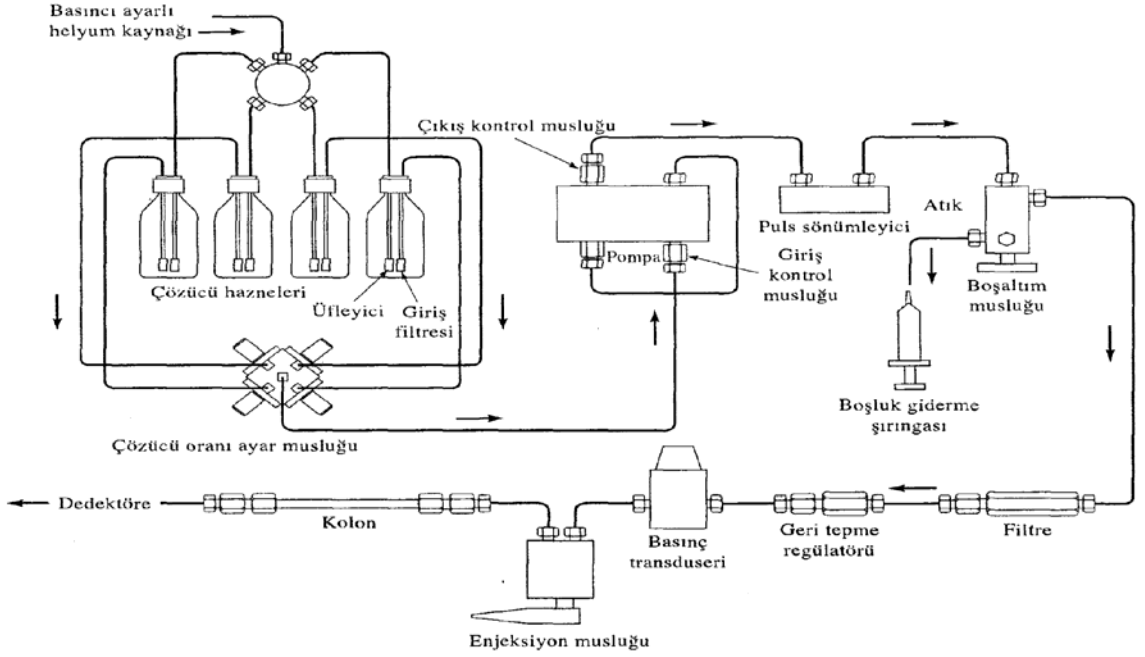 Basıncı ayarlı
helyum kaynağı
Çıkış kontrol musluğu
Puls sönümleyici
Atık
Pompa
Giriş
kontrol
musluğu
Boşaltım
musluğu
Çözücü hazneleri
Üfleyici
Giriş
filtresi
Boşluk giderme
şırıngası
Çözücü oranı ayar musluğu
Dedektöre
Kolon
Basınç
transduseri
Geri tepme
regülatörü
Filtre
Enjeksiyon musluğu